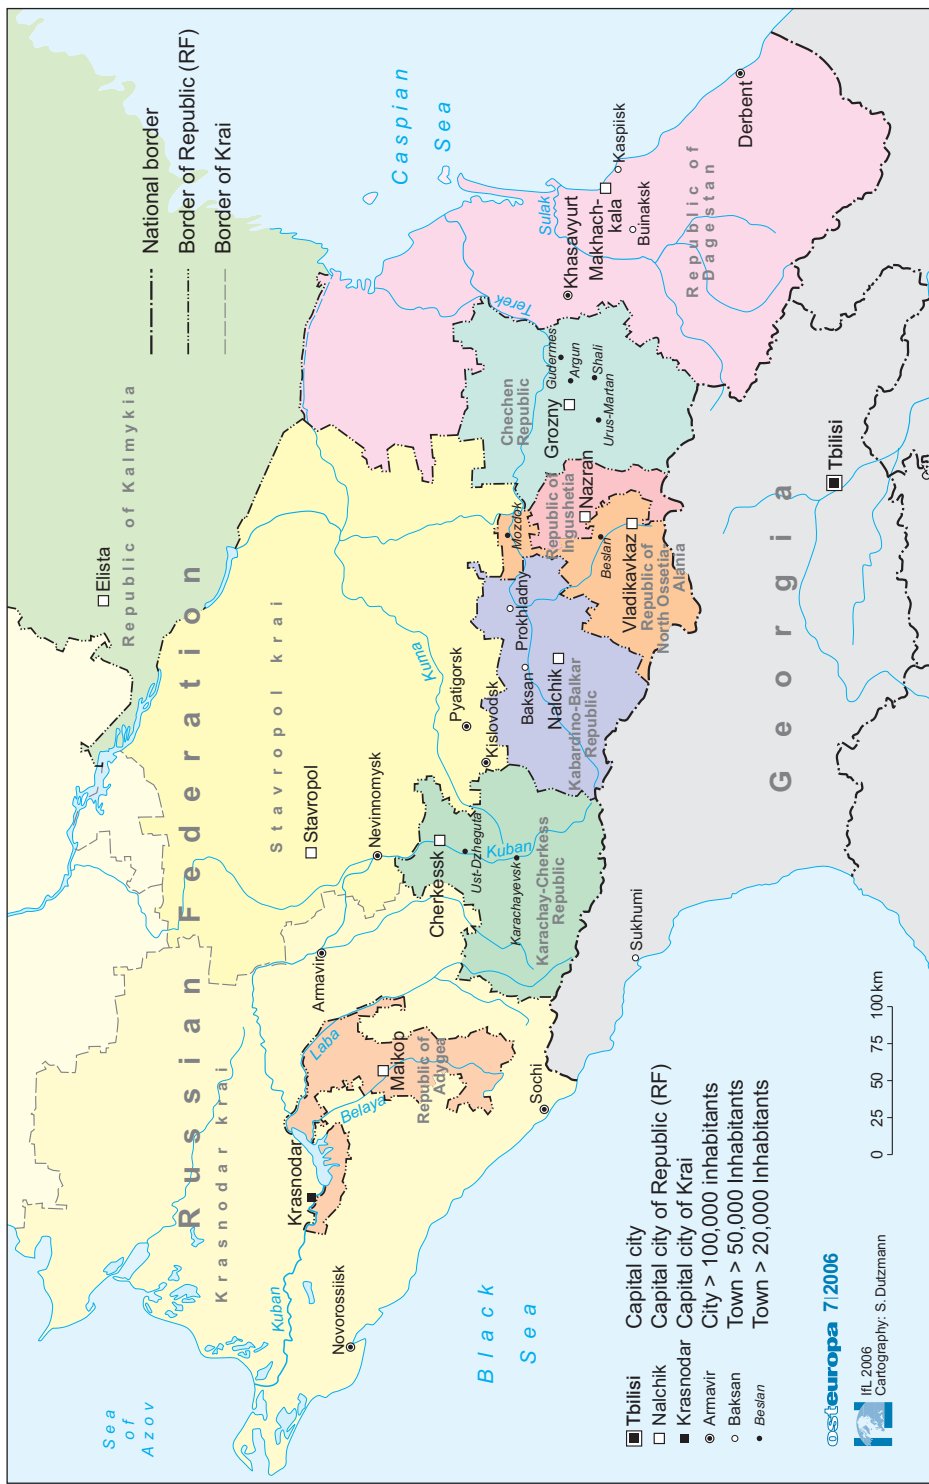 Sea
of
Azov
Black
Sea
Caspian
Sea
Russian Federation
Krasnodar krai
Stavropol krai
Republic of Kalmykia
Elista
National border
Border of Republic (RF)
Border of Krai
Kuban
Krasnodar
Novorossiisk
Laba
Belaya
Maikop
Republic of
Adygea
Armavir
Sochi
Stavropol
Nevinnomysk
Cherkessk
Ust-Dzheguta
Kuban
Karachayevsk
Karachay-Cherkess
Republic
Kuma
Pyatigorsk
Kislovodsk
Prokhladny
Baksan
Nalchik
Kabardino-Balkar
Republic
Mozdok
Republic of
Ingushetia
Nazran
Beslan
Vladikavkaz
Republic of
North Ossetia
Alania
Chechen
Republic
Grozny
Gudermes
Argun
Shali
Urus-Martan
Terek
Sulak
Khasavyurt
Makhach-
kala
Kaspiisk
Buinaksk
Republic of
Dagestan
Derbent
Georgia
Tbilisi
Sukhumi
Tbilisi Capital city
Nalchik Capital city of Republic (RF)
Krasnodar Capital city of Krai
Armavir City > 100,000 inhabitants
Baksan Town > 50,000 Inhabitants
Beslan Town > 20,000 Inhabitants
0 25 50 75 100 km
osteuropa 7|2006
IfL 2006
Cartography: S. Dutzmann